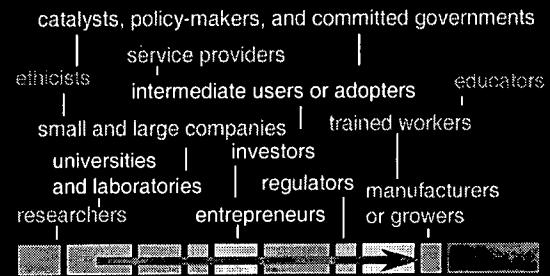 catalysts, policy-makers, and committed governments
service providers
ethicists
educators
intermediate users or adopters
small and large companies
trained workers
universities
and laboratories
investors
regulators
manufacturers
or growers
researchers
entrepreneurs